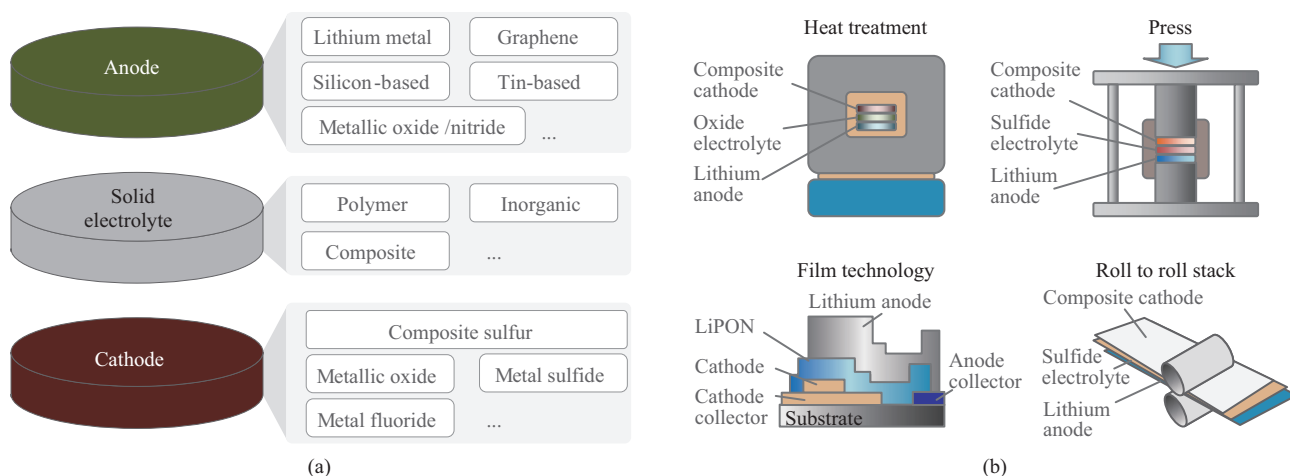 Anode
Lithium metal
Graphene
Silicon-based
Tin-based
Metallic oxide /nitride
...
Solid
electrolyte
Polymer
Inorganic
Composite
...
Cathode
Composite sulfur
Metallic oxide
Metal sulfide
Metal fluoride
...
(a)
Heat treatment
Composite
cathode
Oxide
electrolyte
Lithium
anode
Press
Composite
cathode
Sulfide
electrolyte
Lithium
anode
Film technology
Lithium anode
LiPON
Cathode
Cathode
collector
Anode
collector
Substrate
Roll to roll stack
Composite cathode
Sulfide
electrolyte
Lithium
anode
(b)